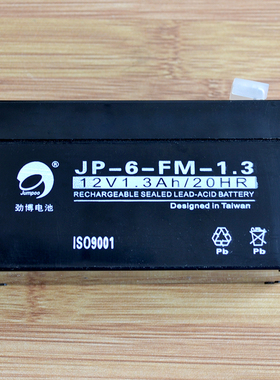 JP-6-FM-1.3
12V1.3Ah/20HR
RECHARGEABLE SEALED LEAD-ACID BATTERY
Designed in Taiwan
Jumpoo
®
劲博电池
ISO9001
Pb
Pb